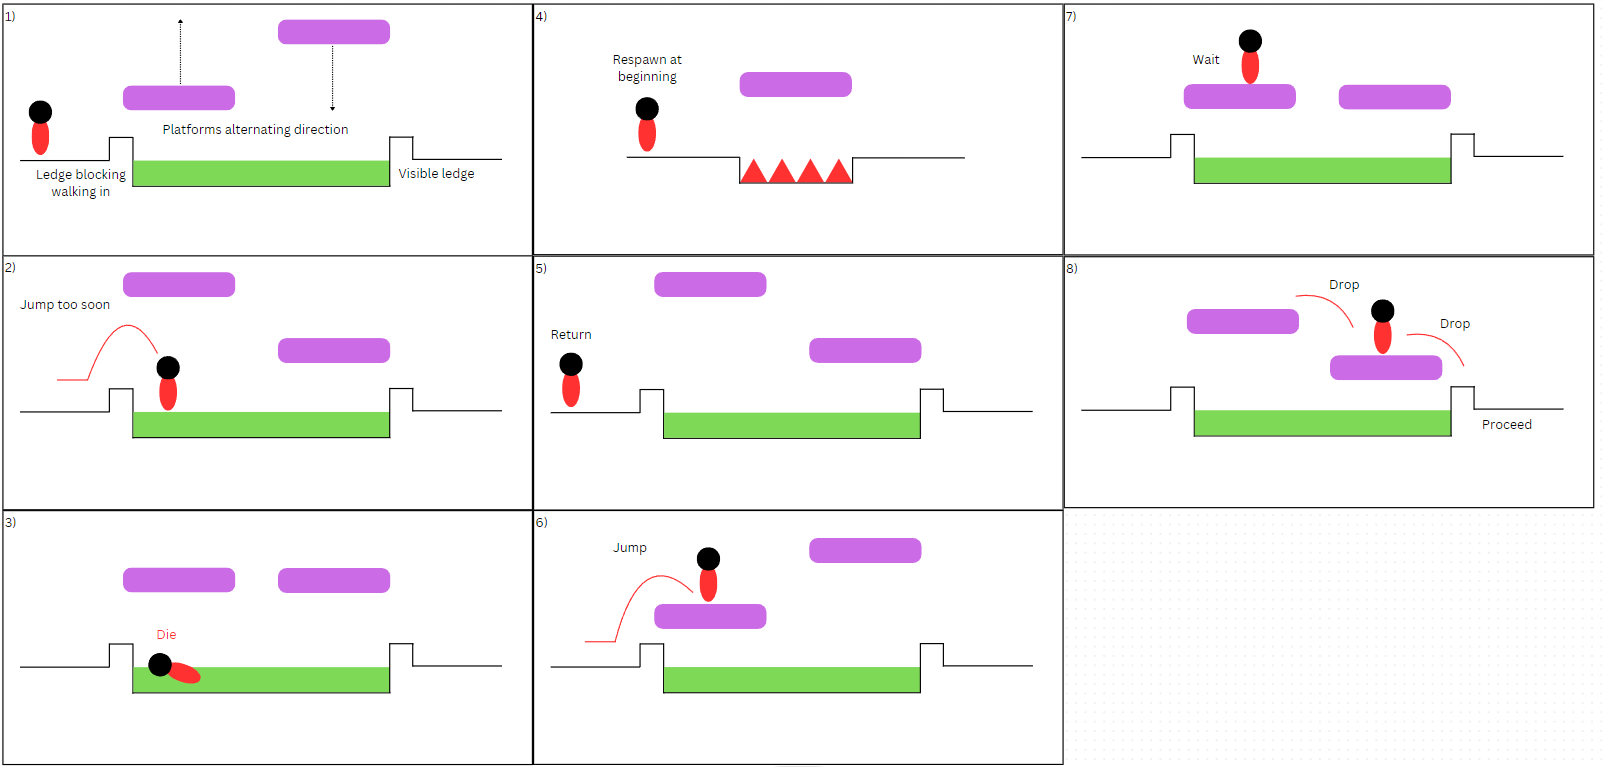 1)
Platforms alternating direction
Ledge blocking
walking in
Visible ledge
2)
Jump too soon
3)
Die
4)
Respawn at
beginning
5)
Return
6)
Jump
7)
Wait
8)
Drop
Drop
Proceed